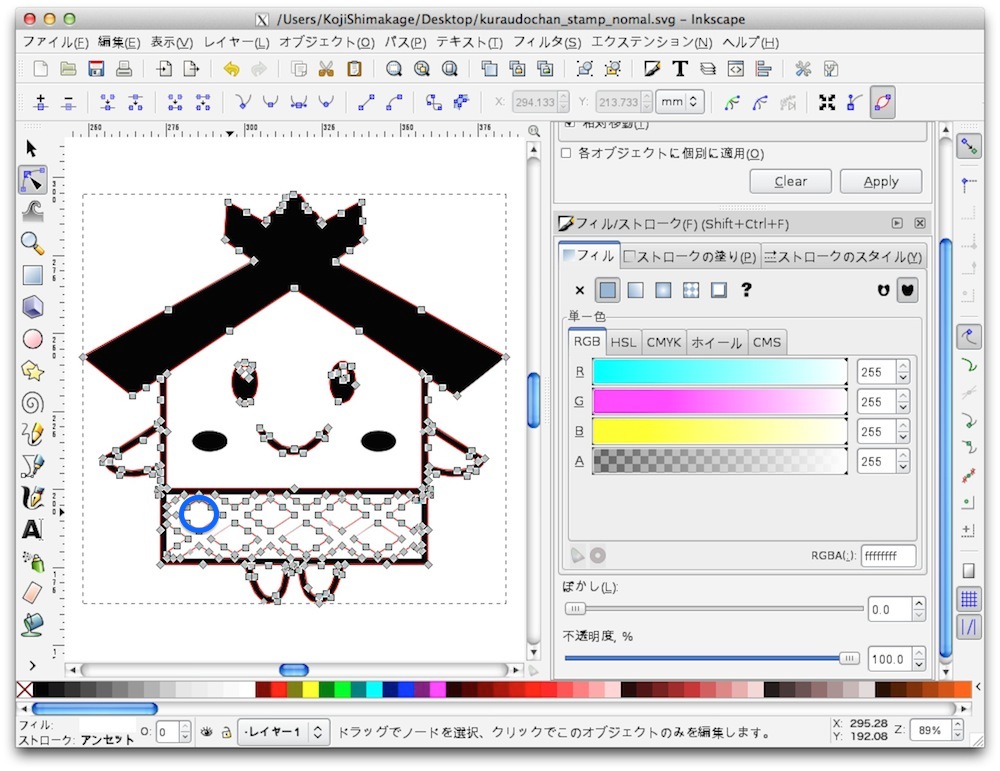 X /Users/KojiShimakage/Desktop/kuraudochan_stamp_nomal.svg - Inkscape
ファイル(F) 編集(E) 表示(V) レイヤー(L) オブジェクト(O) パス(P) テキスト(T) フィルタ(S) エクステンション(N) ヘルプ(H)
X: 294.133 Y: 213.733 mm
250 275 300 325 350 375
相対移動(T)
各オブジェクトに個別に適用(O)
Clear Apply
フィル/ストローク(F) (Shift+Ctrl+F)
フィル ストロークの塗り(P) ストロークのスタイル(Y)
?
単一色
RGB HSL CMYK ホイール CMS
R 255
G 255
B 255
A 255
RGBA(:): ffffffff
ぼかし(L):
0.0
不透明度, %
100.0
フィル:
ストローク: アンセット
O: 0
·レイヤー1
ドラッグでノードを選択、クリックでこのオブジェクトのみを編集します。
X: 295.28
Y: 192.08
Z: 89%